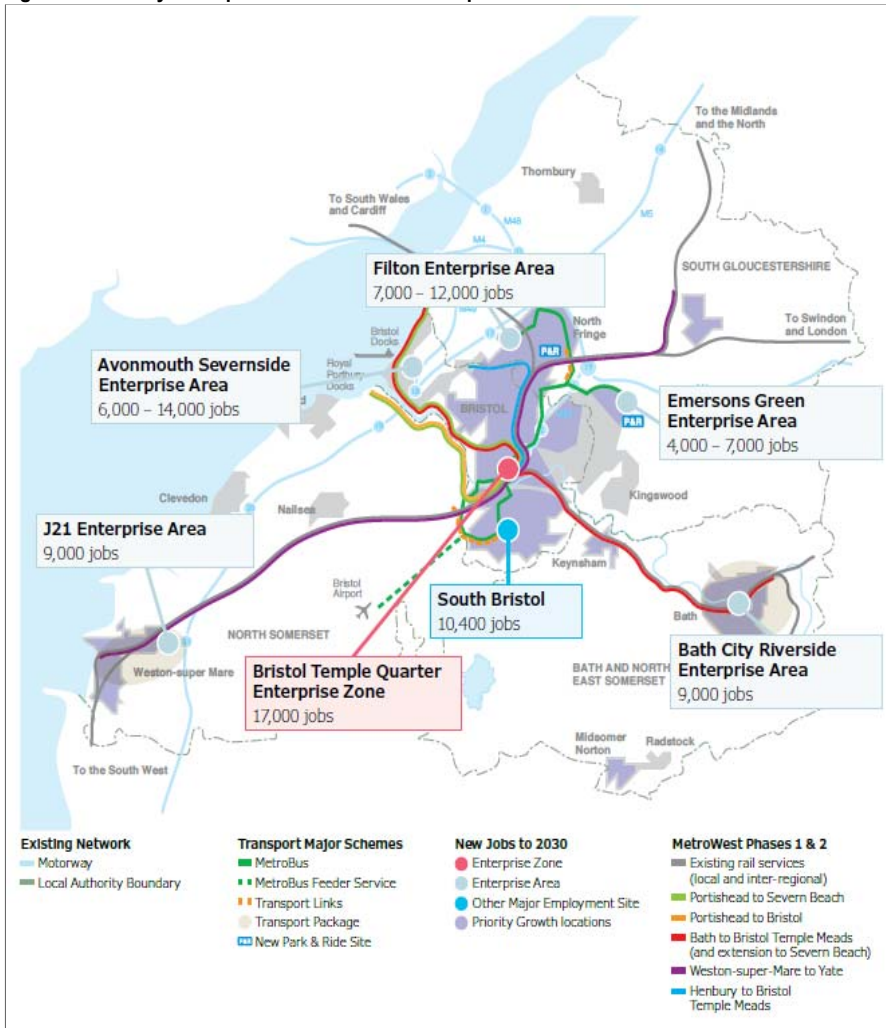 To the Midlands
and the North
Thornbury
To South Wales
and Cardiff
M48
M5
M4
Filton Enterprise Area
7,000 – 12,000 jobs
SOUTH GLOUCESTERSHIRE
North
Fringe
To Swindon
and London
Bristol
Docks
P&R
Avonmouth Severnside
Enterprise Area
6,000 – 14,000 jobs
Royal
Portbury
Docks
BRISTOL
Emersons Green
Enterprise Area
4,000 – 7,000 jobs
P&R
Clevedon
Nailsea
Kingswood
J21 Enterprise Area
9,000 jobs
Keynsham
Bristol
Airport
South Bristol
10,400 jobs
Bath
NORTH SOMERSET
Weston-super Mare
Bristol Temple Quarter
Enterprise Zone
17,000 jobs
BATH AND NORTH
EAST SOMERSET
Bath City Riverside
Enterprise Area
9,000 jobs
Midsomer
Norton
Radstock
To the South West
Existing Network
Motorway
Local Authority Boundary
Transport Major Schemes
MetroBus
MetroBus Feeder Service
Transport Links
Transport Package
P&R New Park & Ride Site
New Jobs to 2030
Enterprise Zone
Enterprise Area
Other Major Employment Site
Priority Growth locations
MetroWest Phases 1 & 2
Existing rail services
(local and inter-regional)
Portishead to Severn Beach
Portishead to Bristol
Bath to Bristol Temple Meads
(and extension to Severn Beach)
Weston-super-Mare to Yate
Henbury to Bristol
Temple Meads